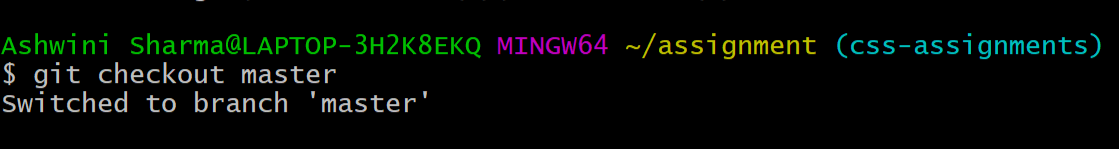 Ashwini Sharma@LAPTOP-3H2K8EKQ MINGW64 ~/assignment (css-assignments)
$ git checkout master
Switched to branch 'master'